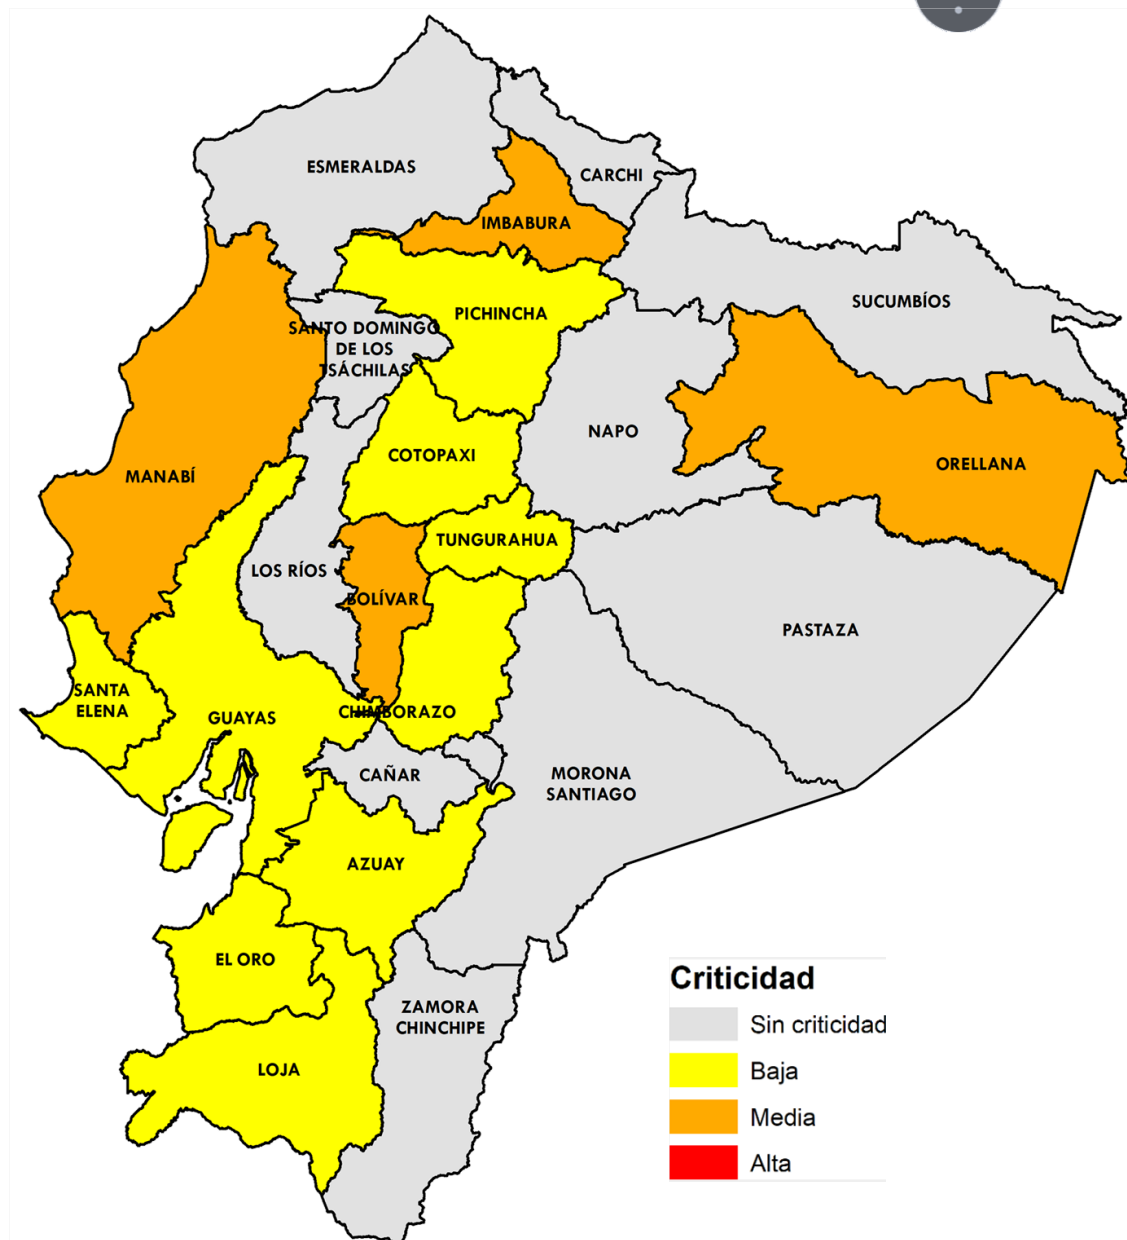 ESMERALDAS
CARCHI
IMBABURA
SUCUMBÍOS
PICHINCHA
SANTO DOMINGO
DE LOS
TSÁCHILAS
NAPO
COTOPAXI
ORELLANA
MANABÍ
TUNGURAHUA
LOS RÍOS
BOLÍVAR
PASTAZA
SANTA
ELENA
GUAYAS
CHIMBORAZO
CAÑAR
MORONA
SANTIAGO
AZUAY
EL ORO
ZAMORA
CHINCHIPE
LOJA
Criticidad
Sin criticidad
Baja
Media
Alta